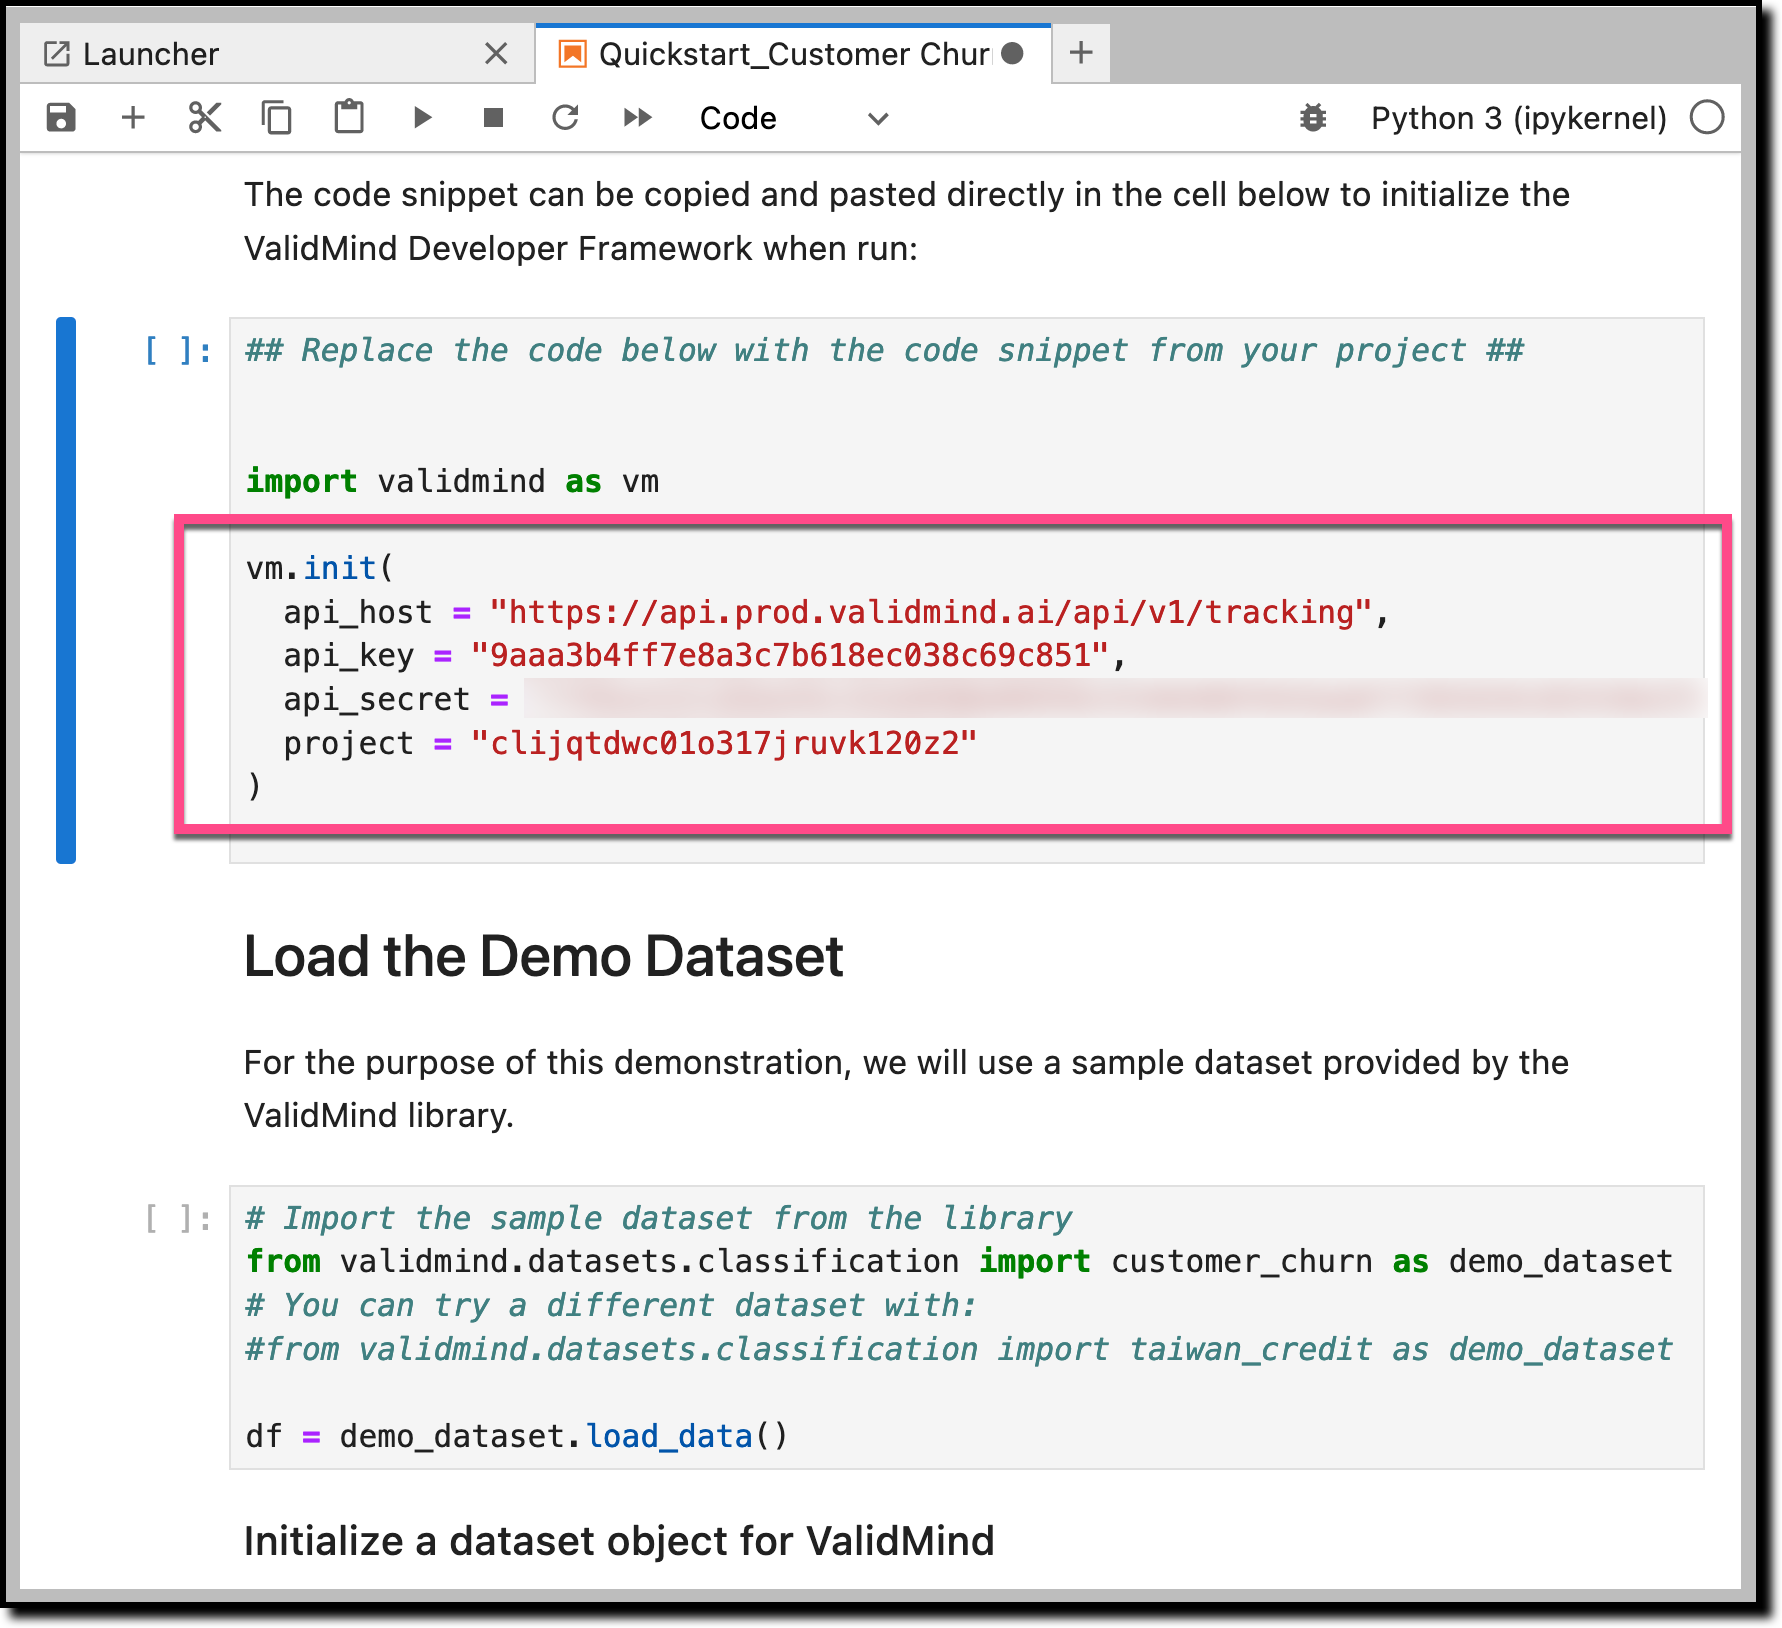 Launcher
Quickstart_Customer Chur
Code
Python 3 (ipykernel)
The code snippet can be copied and pasted directly in the cell below to initialize the
ValidMind Developer Framework when run:
[ ]: ## Replace the code below with the code snippet from your project ##
import validmind as vm
vm.init(
api_host = "https://api.prod.validmind.ai/api/v1/tracking",
api_key = "9aaa3b4ff7e8a3c7b618ec038c69c851",
api_secret =
project = "clijqtdwc01o317jruvk120z2"
)
Load the Demo Dataset
For the purpose of this demonstration, we will use a sample dataset provided by the
ValidMind library.
[ ]: # Import the sample dataset from the library
from validmind.datasets.classification import customer_churn as demo_dataset
# You can try a different dataset with:
#from validmind.datasets.classification import taiwan_credit as demo_dataset
df = demo_dataset.load_data()
Initialize a dataset object for ValidMind